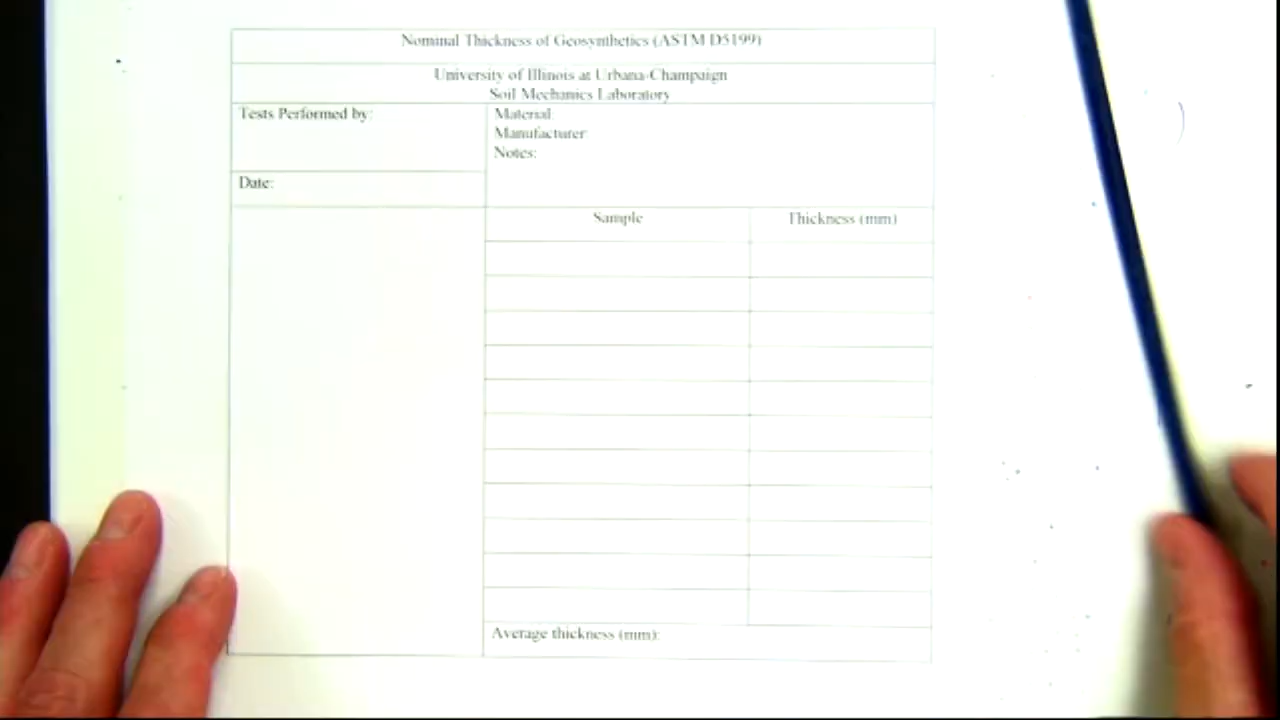 Nominal Thickness of Geosynthetics (ASTM D5199)
University of Illinois at Urbana-Champaign
Soil Mechanics Laboratory
Tests Performed by:
Material:
Manufacturer:
Notes:
Date:
Sample
Thickness (mm)
Average thickness (mm):